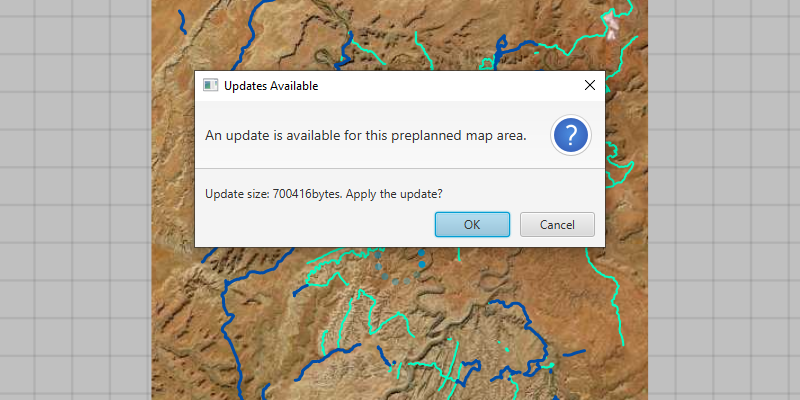 Updates Available
An update is available for this preplanned map area.
?
Update size: 700416bytes. Apply the update?
OK
Cancel